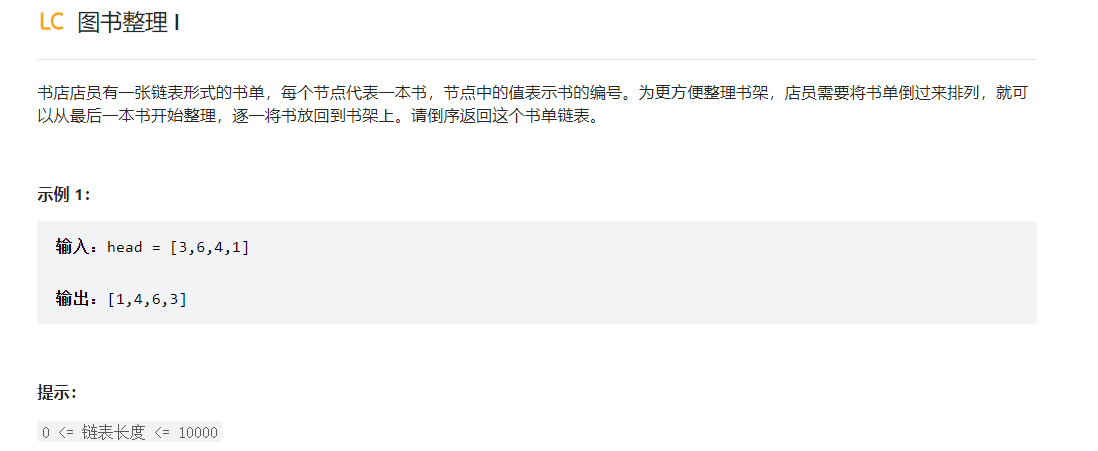 LC 图书整理 I
书店店员有一张链表形式的书单，每个节点代表一本书，节点中的值表示书的编号。为更方便整理书架，店员需要将书单倒过来排列，就可
以从最后一本书开始整理，逐一将书放回到书架上。请倒序返回这个书单链表。
示例 1：
输入：head = [3,6,4,1]
输出：[1,4,6,3]
提示：
0 <= 链表长度 <= 10000